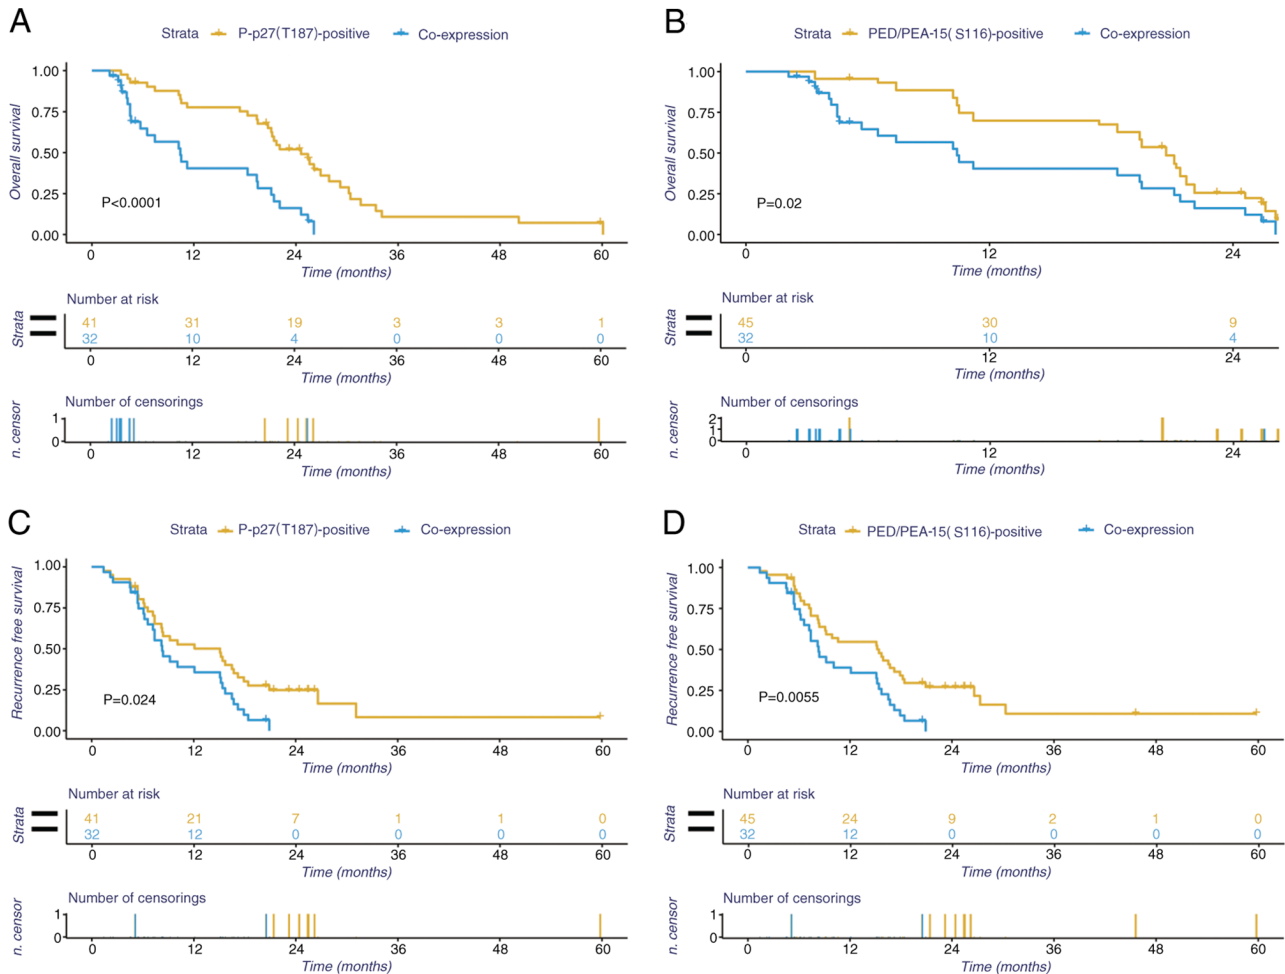 A
Strata P-p27(T187)-positive Co-expression
Overall survival
1.00
0.75
0.50
0.25
0.00
P<0.0001
0 12 24 36 48 60
Time (months)
Number at risk
Strata
41 31 19 3 3 1
32 10 4 0 0 0
0 12 24 36 48 60
Time (months)
Number of censorings
n. censor
1
0
0 12 24 36 48 60
Time (months)
B
Strata PED/PEA-15( S116)-positive Co-expression
Overall survival
1.00
0.75
0.50
0.25
0.00
P=0.02
0 12 24
Time (months)
Number at risk
Strata
45 30 9
32 10 4
0 12 24
Time (months)
Number of censorings
n. censor
2
1
0
0 12 24
Time (months)
C
Strata P-p27(T187)-positive Co-expression
Recurrence free survival
1.00
0.75
0.50
0.25
0.00
P=0.024
0 12 24 36 48 60
Time (months)
Number at risk
Strata
41 21 7 1 1 0
32 12 0 0 0 0
0 12 24 36 48 60
Time (months)
Number of censorings
n. censor
1
0
0 12 24 36 48 60
Time (months)
D
Strata PED/PEA-15( S116)-positive Co-expression
Recurrence free survival
1.00
0.75
0.50
0.25
0.00
P=0.0055
0 12 24 36 48 60
Time (months)
Number at risk
Strata
45 24 9 2 1 0
32 12 0 0 0 0
0 12 24 36 48 60
Time (months)
Number of censorings
n. censor
1
0
0 12 24 36 48 60
Time (months)